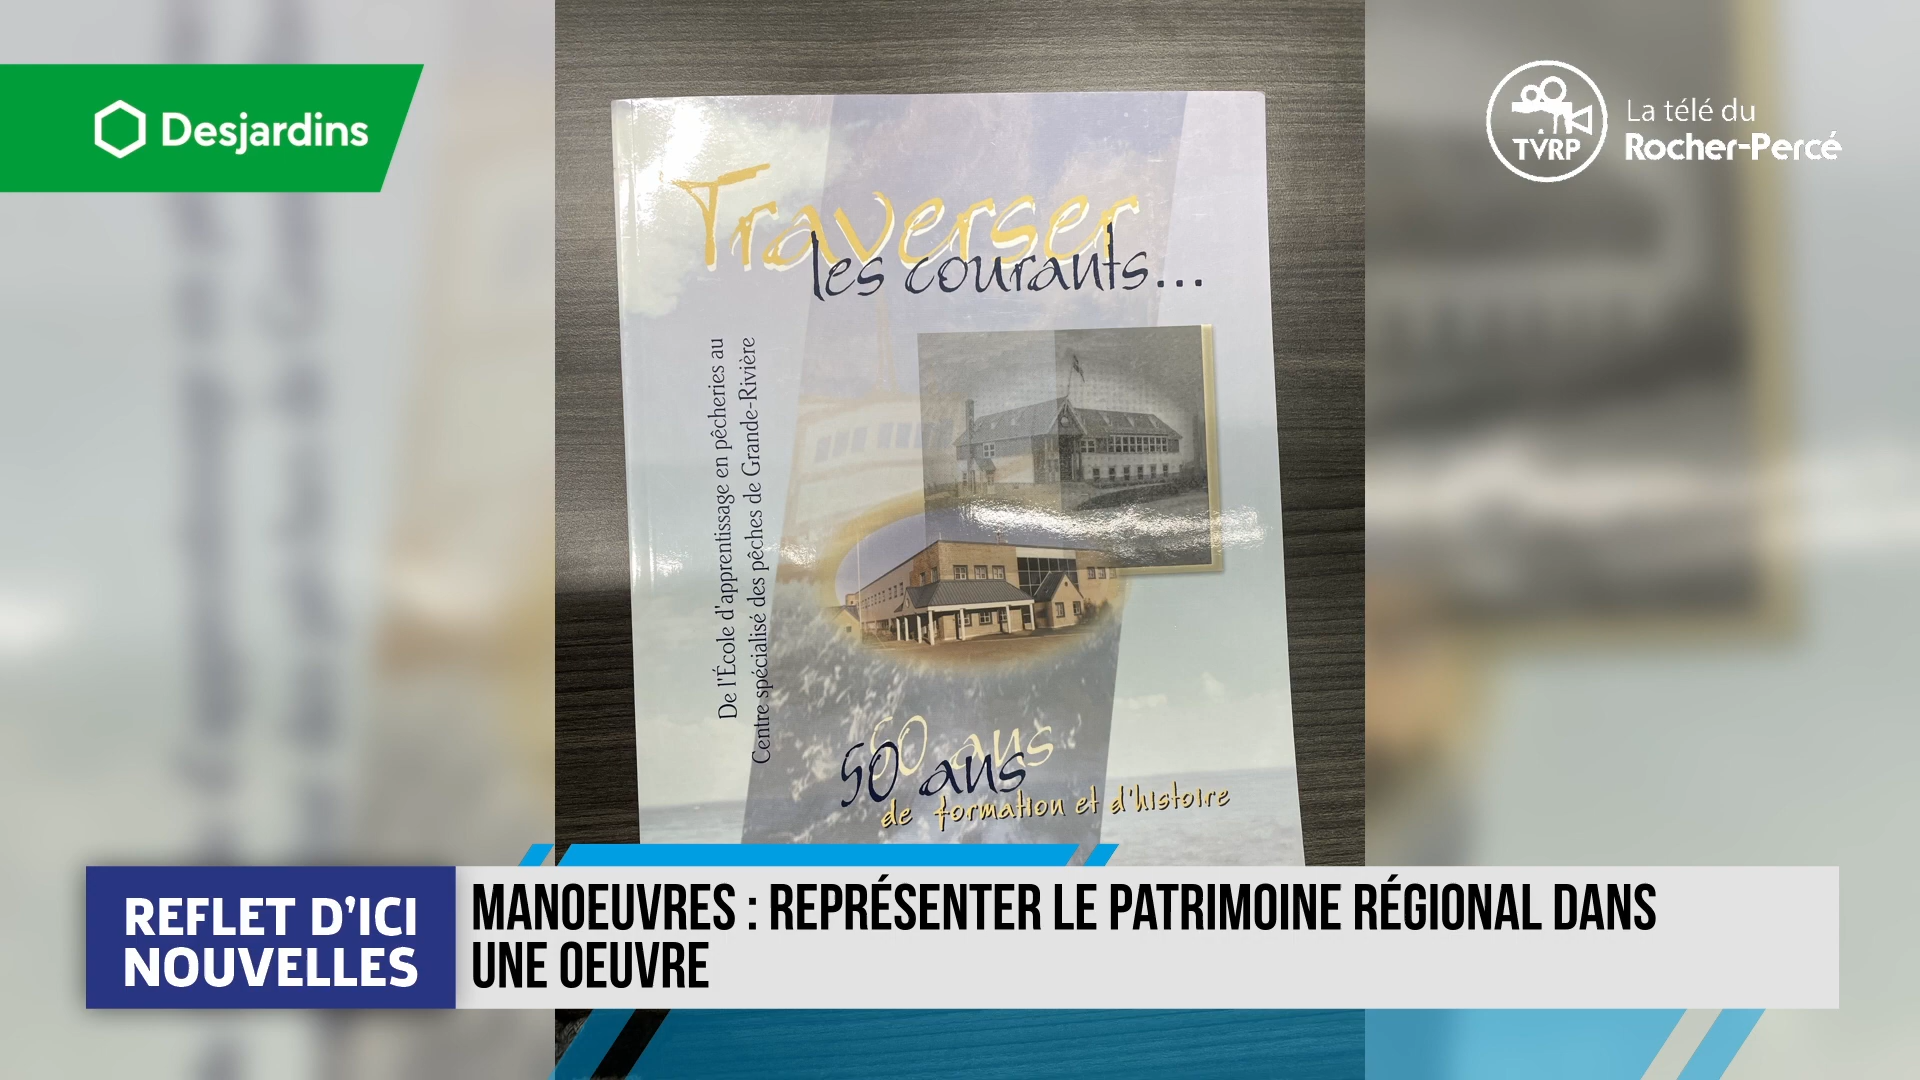 Desjardins
TVRP
La télé du
Rocher-Percé
Traverser
les courants...
De l'École d'apprentissage en pêcheries au
Centre spécialisé des pêches de Grande-Rivière
50 ans
50 ans
de formation et d'histoire
REFLET D'ICI
NOUVELLES
MANOEUVRES : REPRÉSENTER LE PATRIMOINE RÉGIONAL DANS
UNE OEUVRE